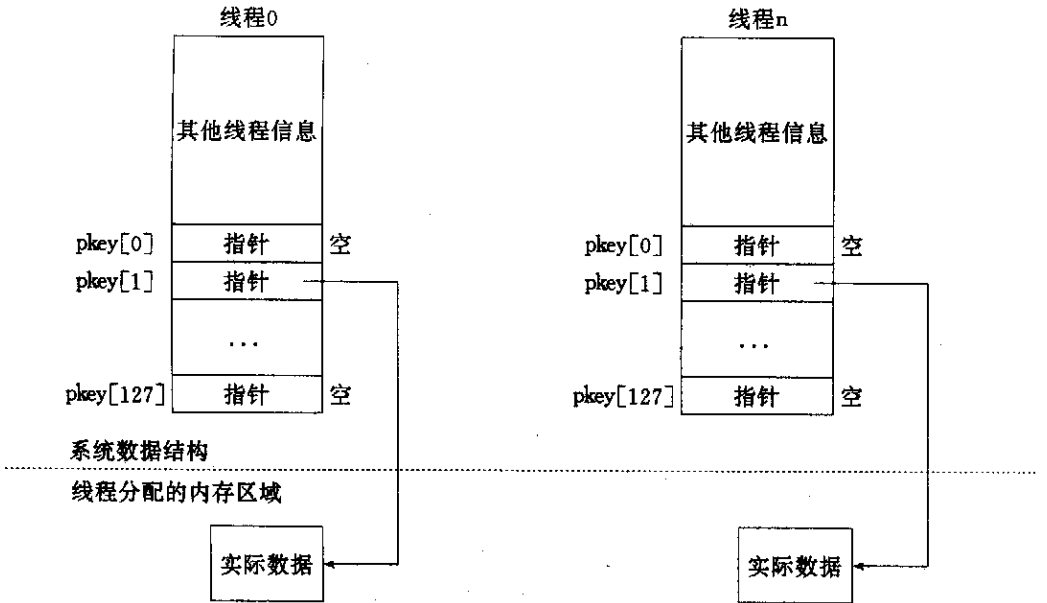 线程0 线程n
其他线程信息 其他线程信息
pkey[0] 指针 空 pkey[0] 指针 空
pkey[1] 指针 pkey[1] 指针
... ...
pkey[127] 指针 空 pkey[127] 指针 空
系统数据结构
线程分配的内存区域
实际数据 实际数据